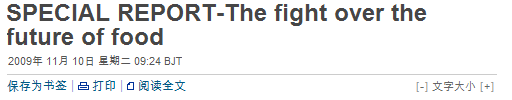 SPECIAL REPORT-The fight over the
future of food
2009年 11月 10日 星期二 09:24 BJT
保存为书签 | 打印 | 阅读全文 [-] 文字大小 [+]